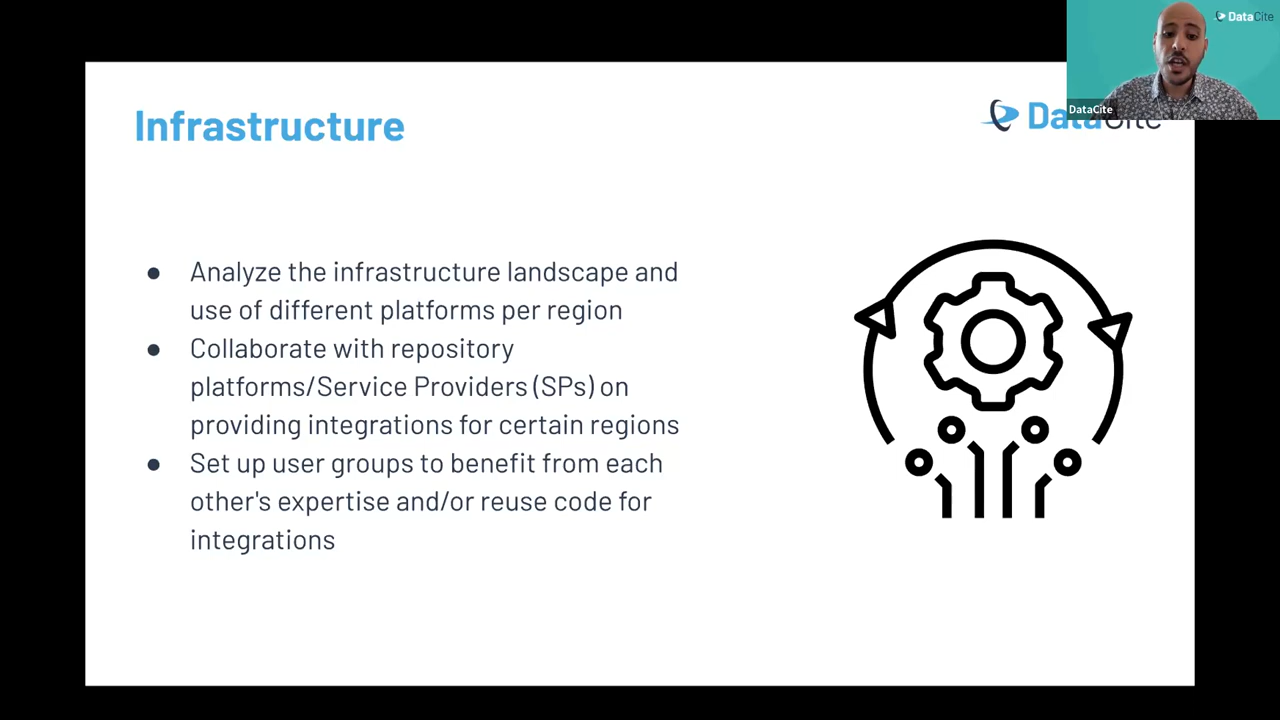 DataCite
DataCite
Infrastructure
DataCite
● Analyze the infrastructure landscape and
use of different platforms per region
● Collaborate with repository
platforms/Service Providers (SPs) on
providing integrations for certain regions
● Set up user groups to benefit from each
other's expertise and/or reuse code for
integrations